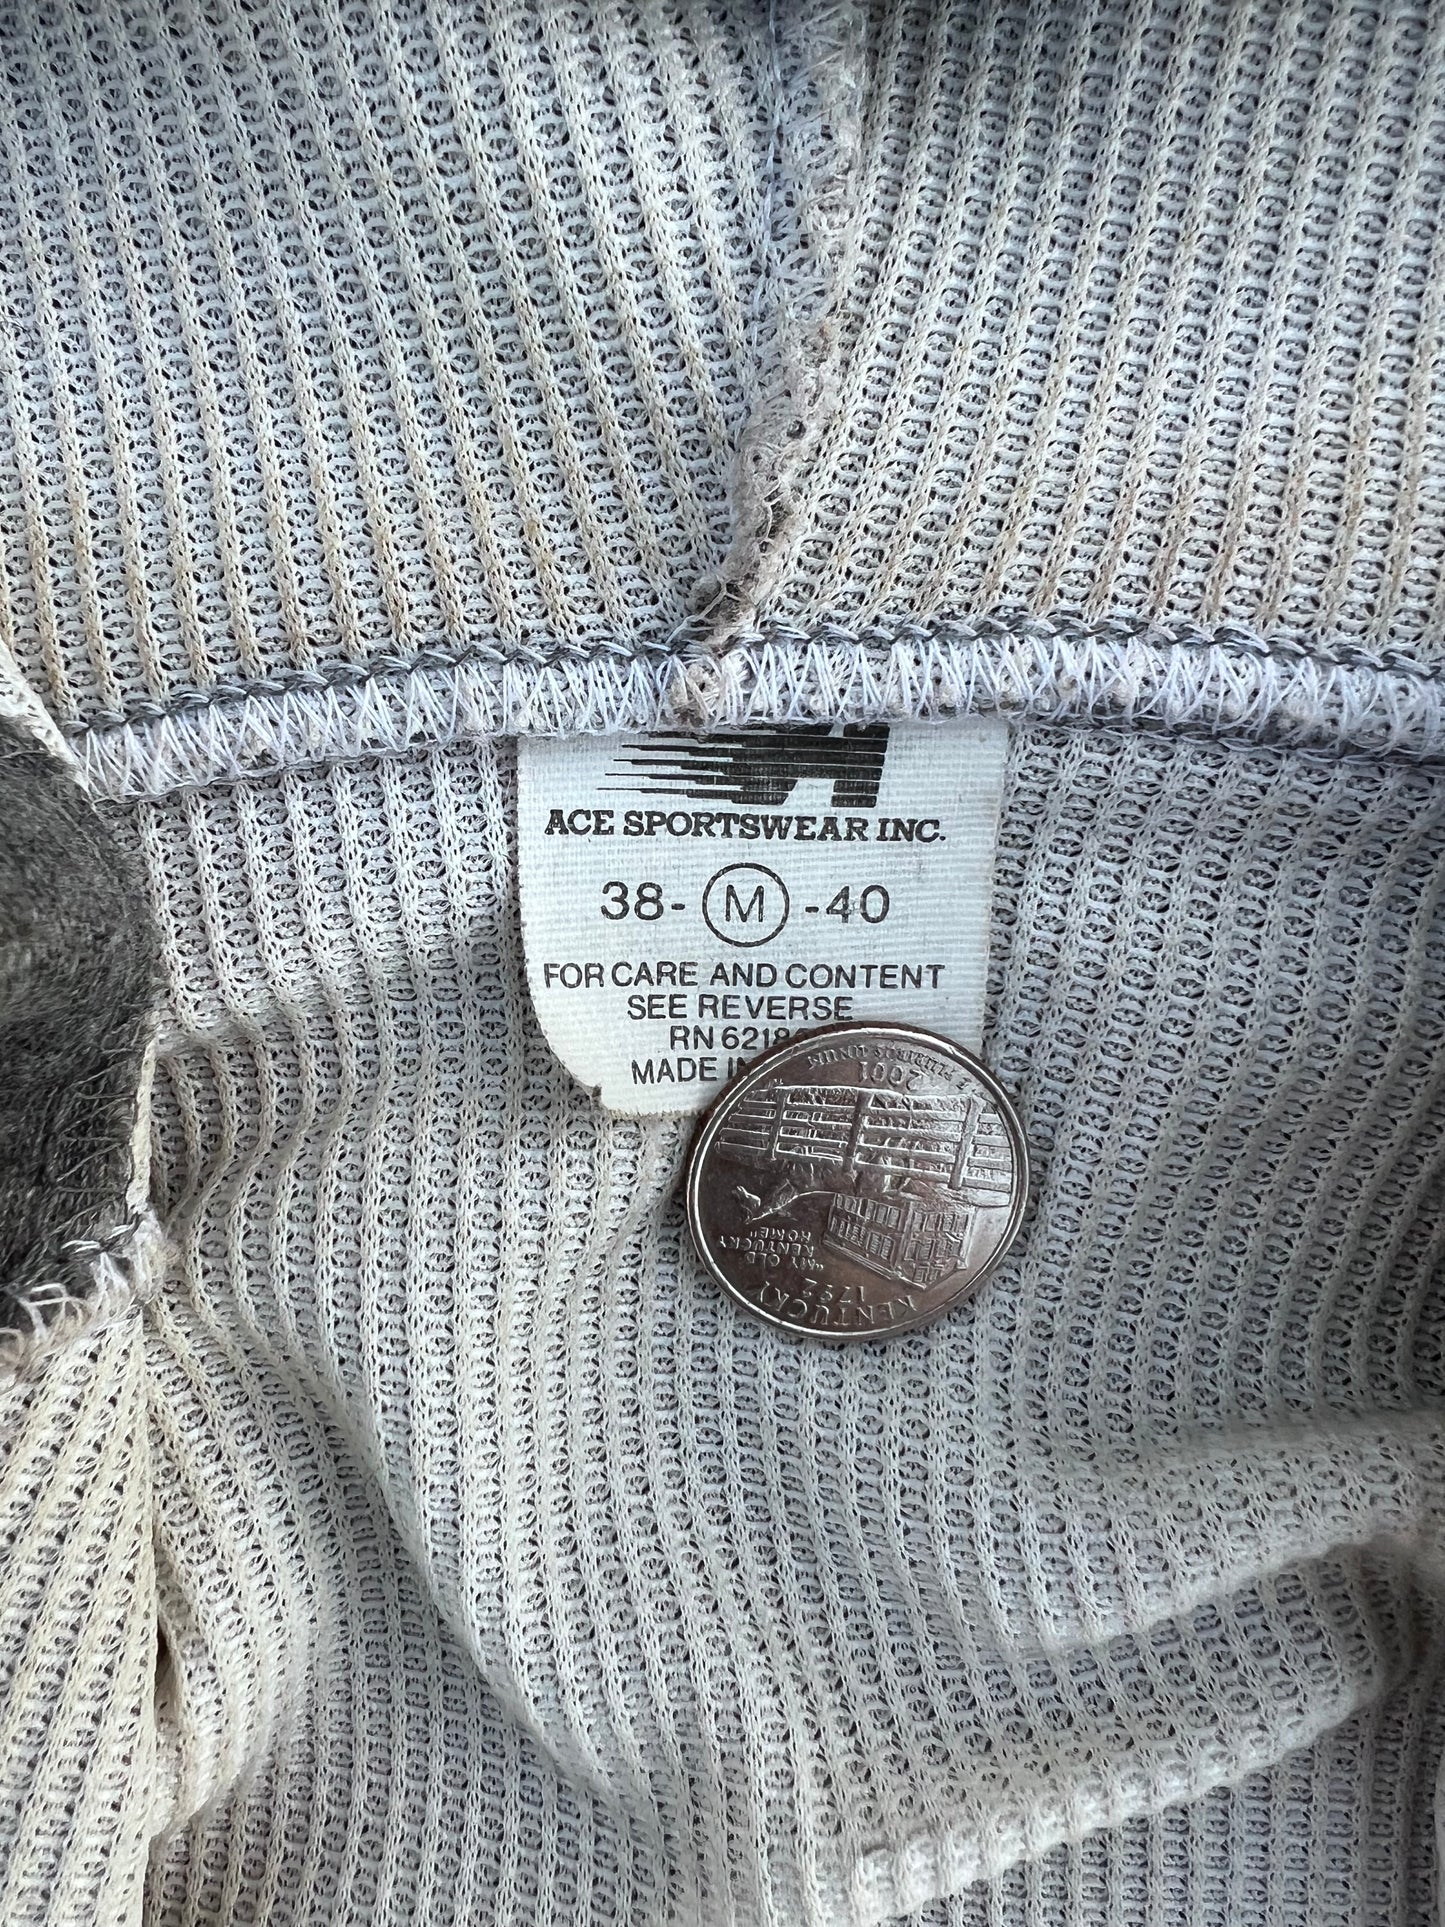 ACE SPORTSWEAR INC.
38- M -40
FOR CARE AND CONTENT
SEE REVERSE
RN 6218
MADE
2001
"MY OLD
KENTUCKY
HOME"
1792
KENTUCKY